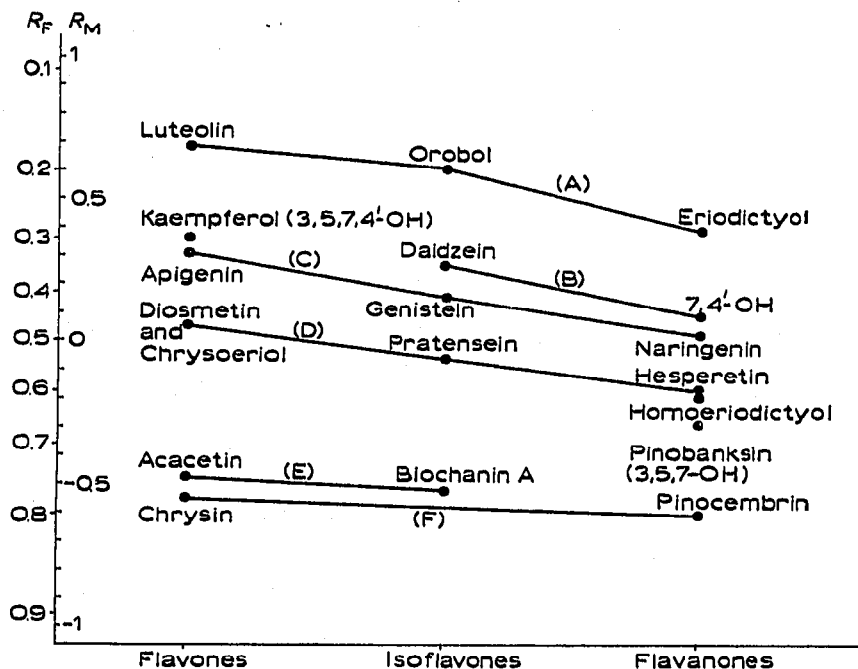 RF RM
1
0.1
Luteolin
Orobol
0.2
(A)
0.5
Eriodictyol
Kaempferol (3,5,7,4'-OH)
0.3
Daidzein
(C)
(B)
Apigenin
0.4
7,4'-OH
Genistein
Diosmetin
and
Chrysoeriol
(D)
0.5
0
Pratensein
Naringenin
Hesperetin
0.6
Homoeriodictyol
0.7
Pinobanksin
(3,5,7-OH)
Acacetin
(E)
Biochanin A
-0.5
Pinocembrin
Chrysin
(F)
0.8
0.9
-1
Flavones Isoflavones Flavanones